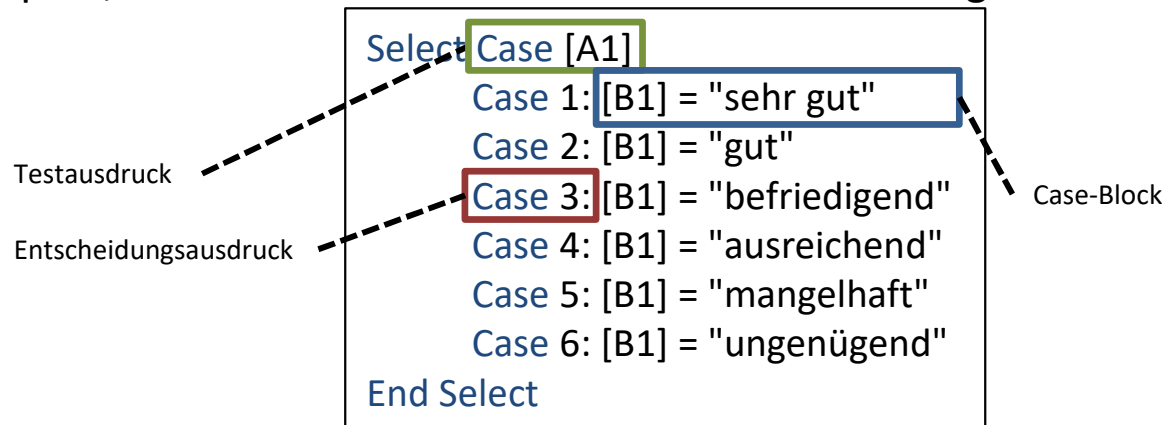 Select Case [A1]
Case 1: [B1] = "sehr gut"
Case 2: [B1] = "gut"
Testausdruck
Case 3: [B1] = "befriedigend"
Case-Block
Entscheidungsausdruck
Case 4: [B1] = "ausreichend"
Case 5: [B1] = "mangelhaft"
Case 6: [B1] = "ungenügend"
End Select